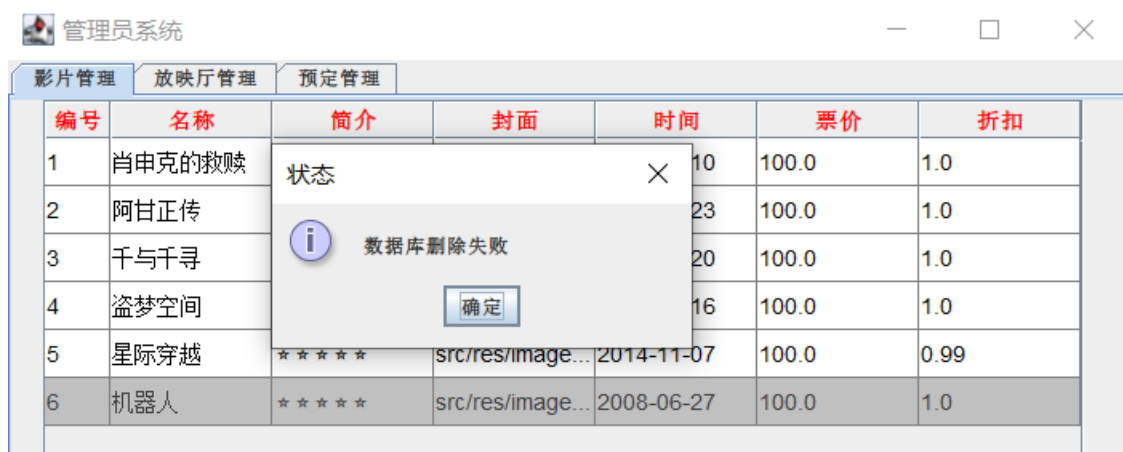 管理员系统
影片管理 放映厅管理 预定管理
编号 名称 简介 封面 时间 票价 折扣
1 肖申克的救赎 10 100.0 1.0
2 阿甘正传 23 100.0 1.0
3 千与千寻 20 100.0 1.0
4 盗梦空间 16 100.0 1.0
5 星际穿越 ☆☆☆☆☆ src/res/image... 2014-11-07 100.0 0.99
6 机器人 ☆☆☆☆☆ src/res/image... 2008-06-27 100.0 1.0
状态
数据库删除失败
确定